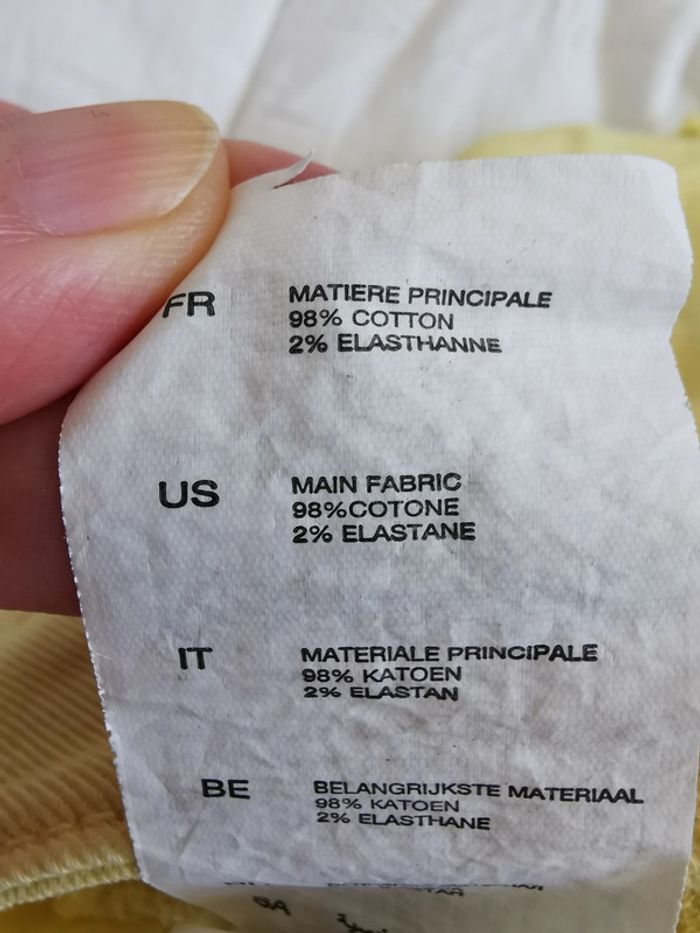 FR MATIERE PRINCIPALE
98% COTTON
2% ELASTHANNE
US MAIN FABRIC
98%COTONE
2% ELASTANE
IT MATERIALE PRINCIPALE
98% KATOEN
2% ELASTAN
BE BELANGRIJKSTE MATERIAAL
98% KATOEN
2% ELASTHANE